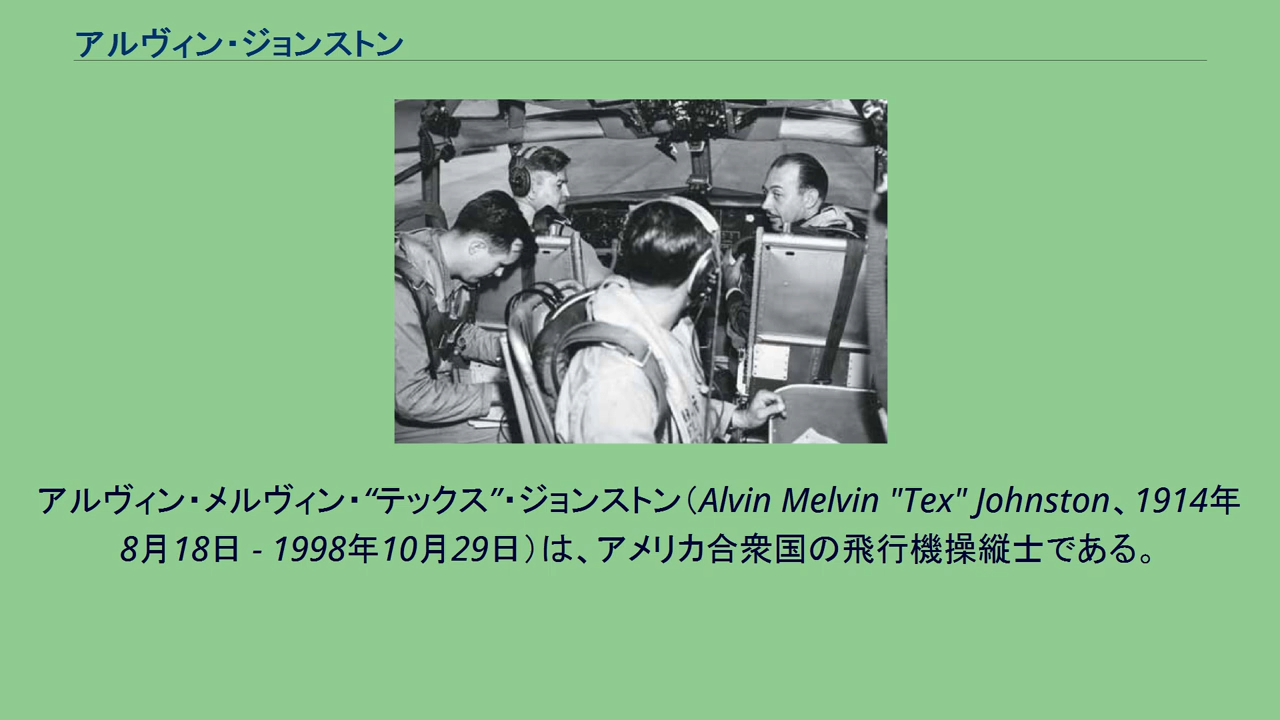 アルヴィン・ジョンストン
アルヴィン・メルヴィン・“テックス”・ジョンストン（Alvin Melvin "Tex" Johnston、1914年
8月18日 - 1998年10月29日）は、アメリカ合衆国の飛行機操縦士である。